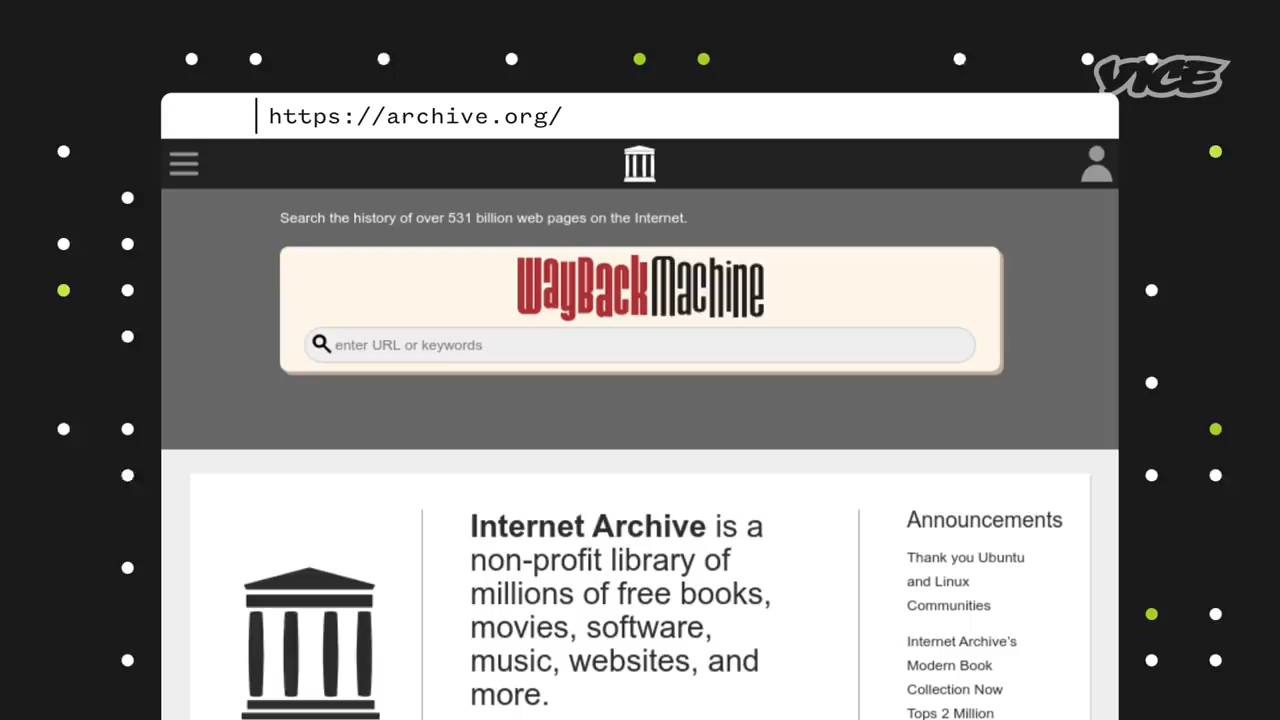 VICE
https://archive.org/
Search the history of over 531 billion web pages on the Internet.
WayBackMachine
enter URL or keywords
Internet Archive is a
non-profit library of
millions of free books,
movies, software,
music, websites, and
more.
Announcements
Thank you Ubuntu
and Linux
Communities
Internet Archive's
Modern Book
Collection Now
Tops 2 Million